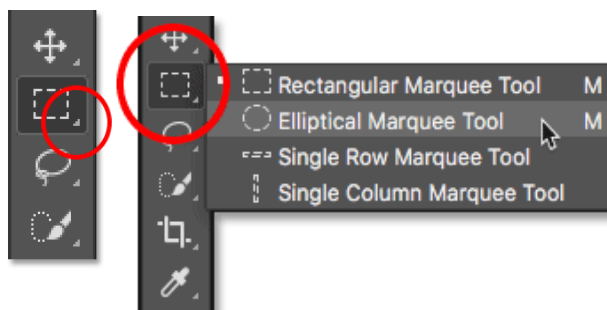 Rectangular Marquee Tool M
Elliptical Marquee Tool M
Single Row Marquee Tool
Single Column Marquee Tool